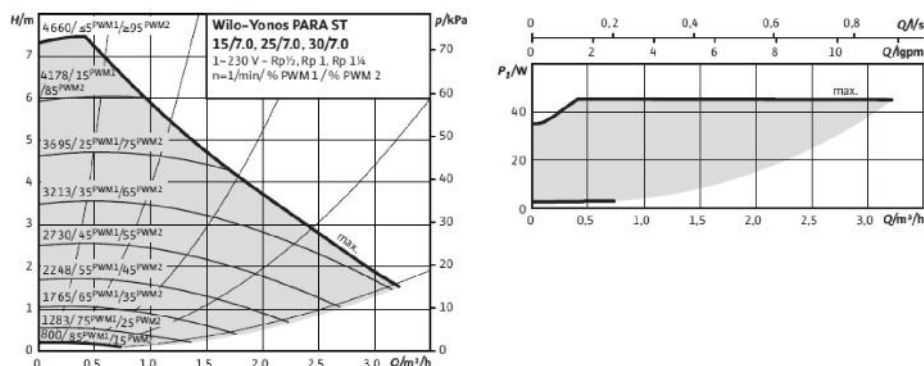 H/m
p/kPa
4660/ ≤5PWM1/≥95PWM2
Wilo-Yonos PARA ST
15/7.0, 25/7.0, 30/7.0
1~230 V - Rp½, Rp 1, Rp 1¼
n=1/min/ % PWM 1/ % PWM 2
4178/15PWM1
/85PWM2
3695/25PWM1/75PWM2
3213/35PWM1/65PWM2
2730/45PWM1/55PWM2
2248/55PWM1/45PWM2
1765/65PWM1/35PWM2
1283/75PWM1/25PWM2
800/85PWM1/15PWM
max.
7
6
5
4
3
2
1
0
70
60
50
40
30
20
10
0
0 0.5 1.0 1.5 2.0 2.5 3.0 Q/m³/h
0 0,2 0,4 0,6 0,8 Q/l/s
0 2 4 6 8 10 Q/Igpm
P₁/W
max.
40
20
0
0 0,5 1,0 1,5 2,0 2,5 3,0 Q/m³/h